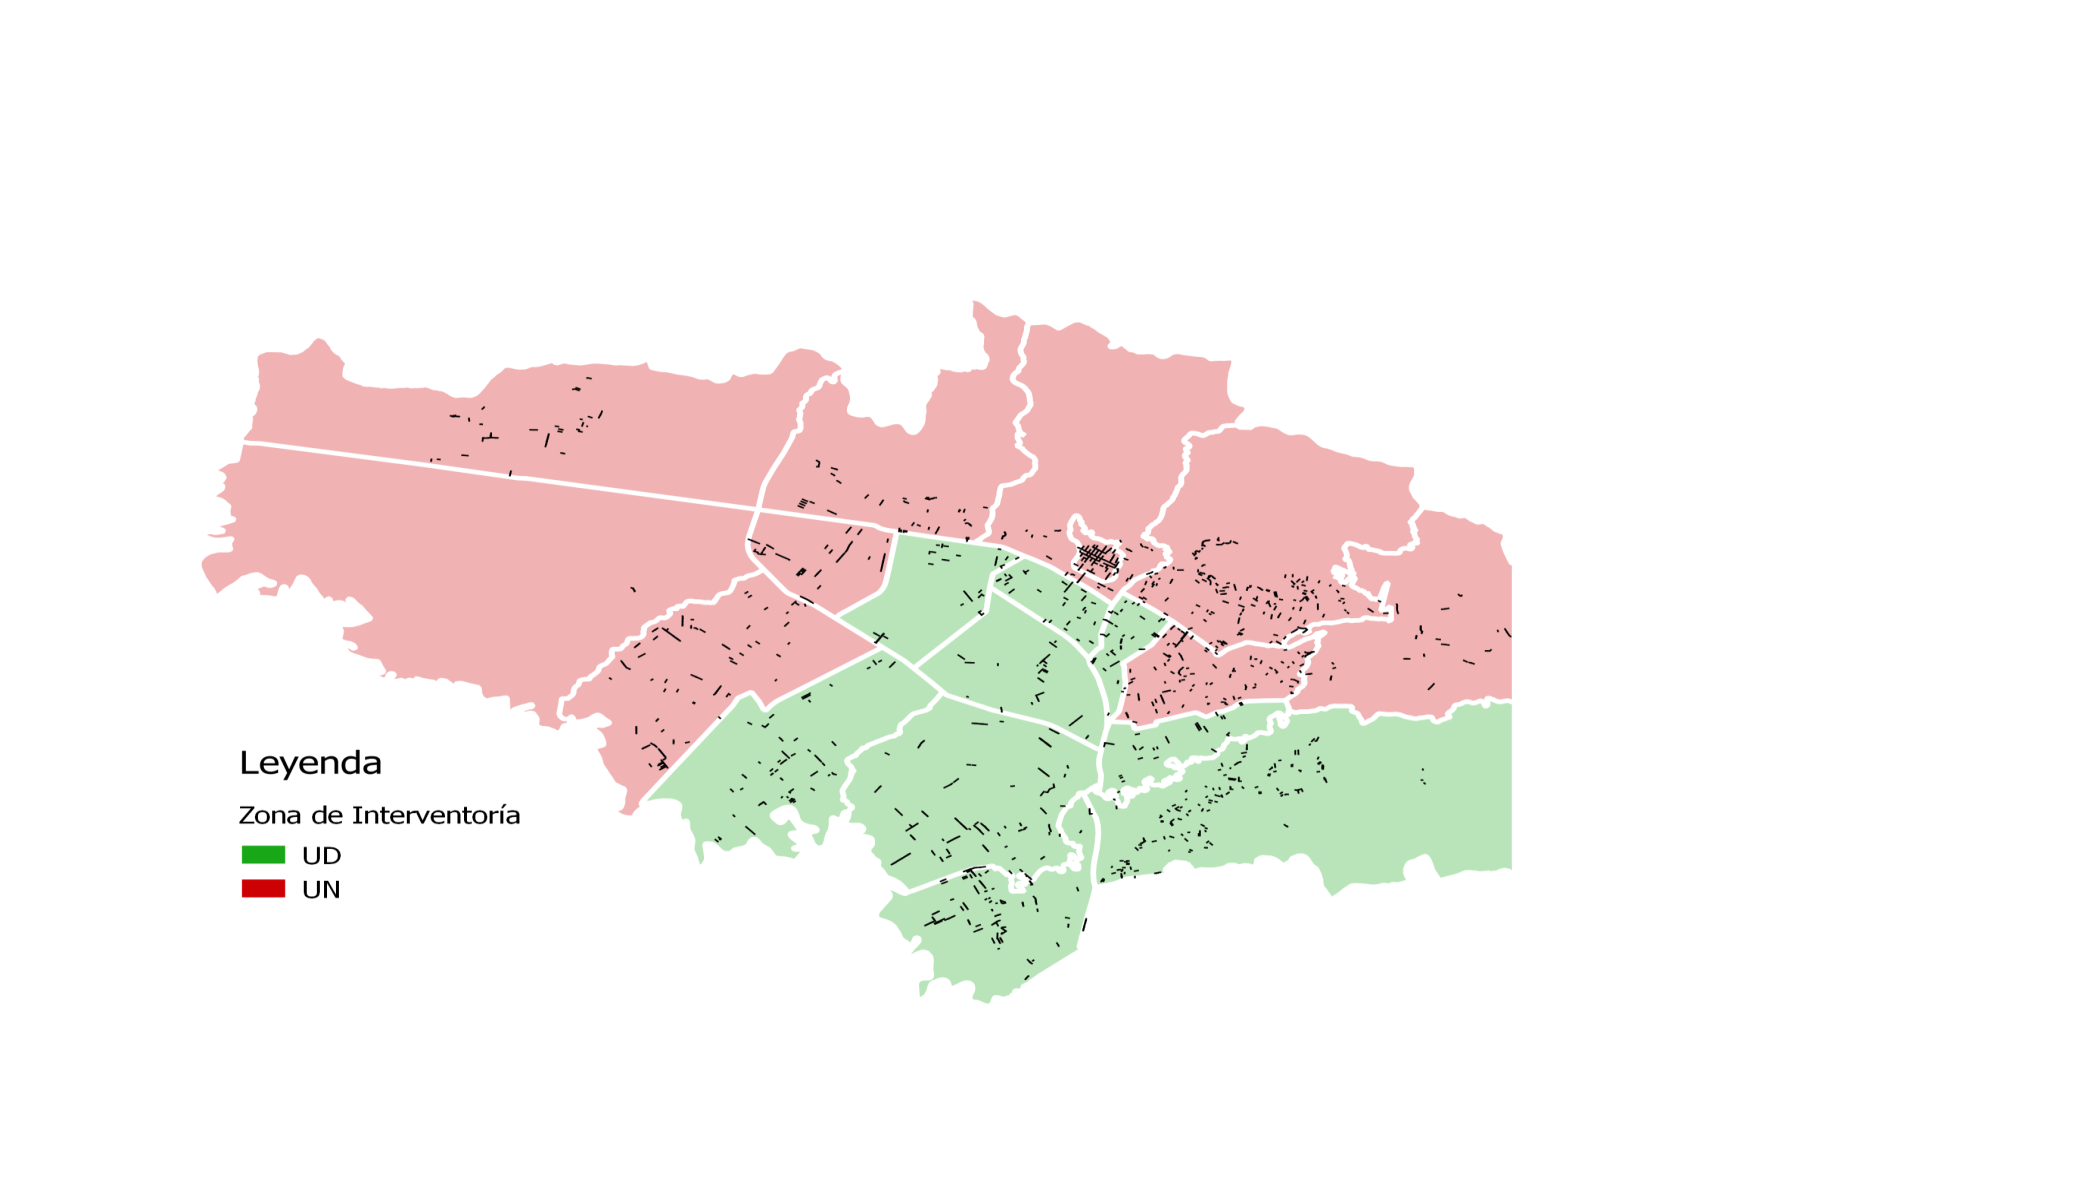 Leyenda
Zona de Interventoría
UD
UN